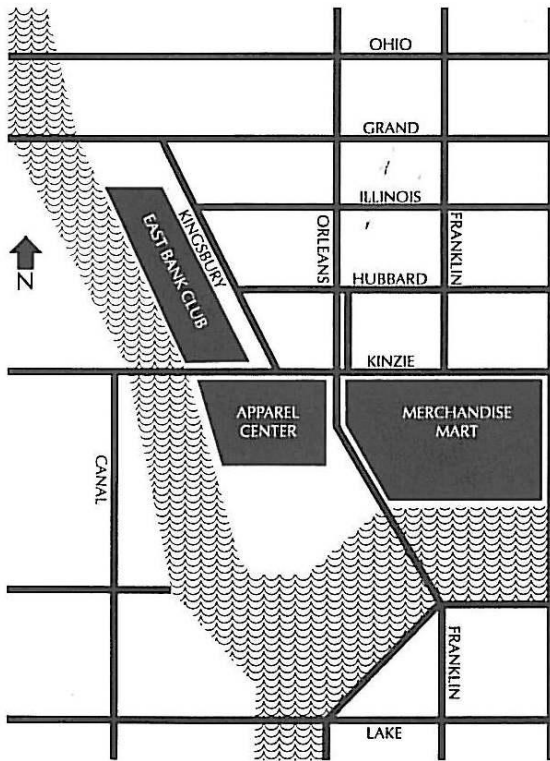 OHIO
GRAND
ILLINOIS
KINGSBURY
ORLEANS
FRANKLIN
EAST BANK CLUB
N
HUBBARD
KINZIE
APPAREL
CENTER
MERCHANDISE
MART
CANAL
FRANKLIN
LAKE